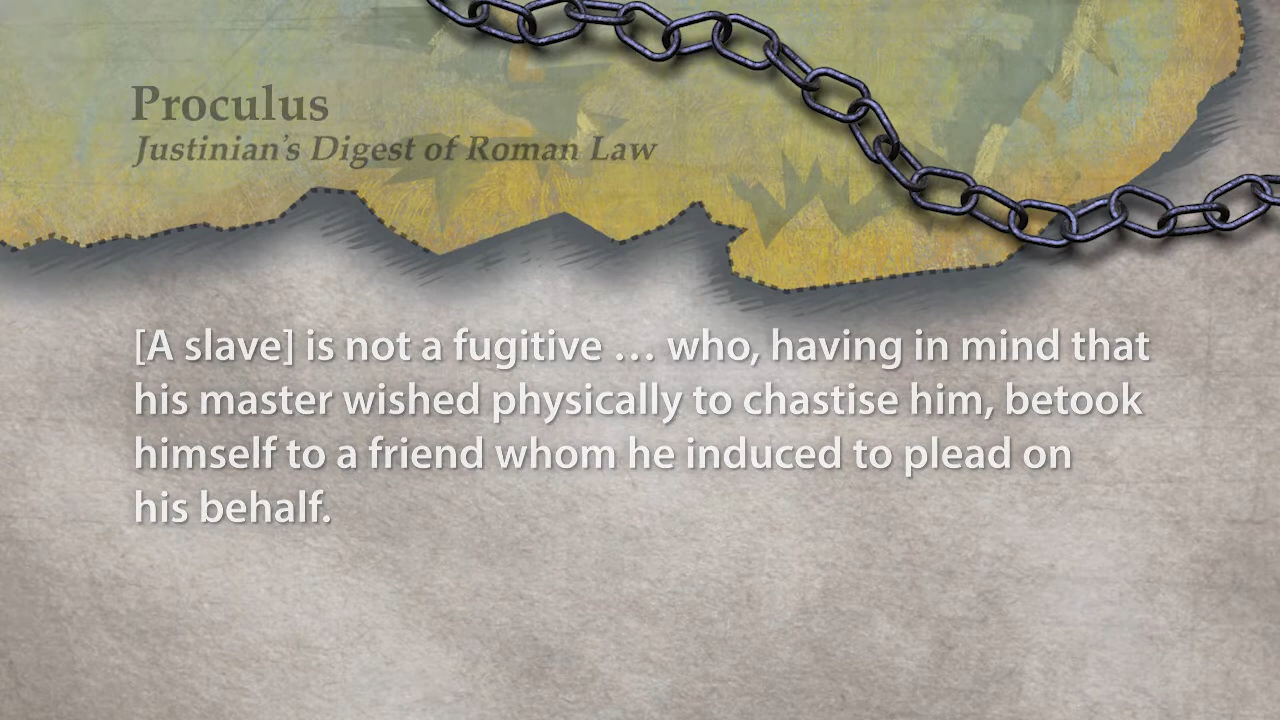 Proculus
Justinian’s Digest of Roman Law
[A slave] is not a fugitive … who, having in mind that
his master wished physically to chastise him, betook
himself to a friend whom he induced to plead on
his behalf.